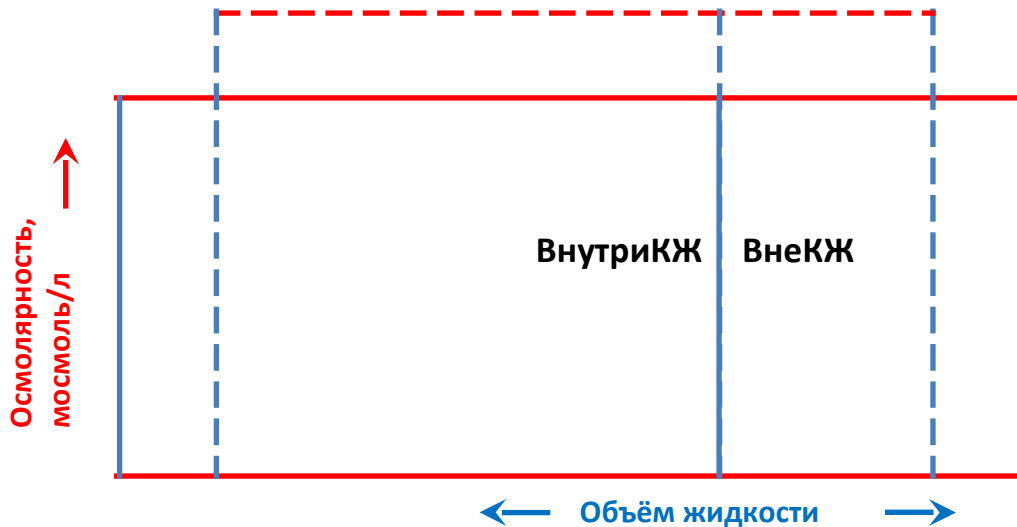 Осмолярность,
мосмоль/л
ВнутриКЖ
ВнеКЖ
Объём жидкости